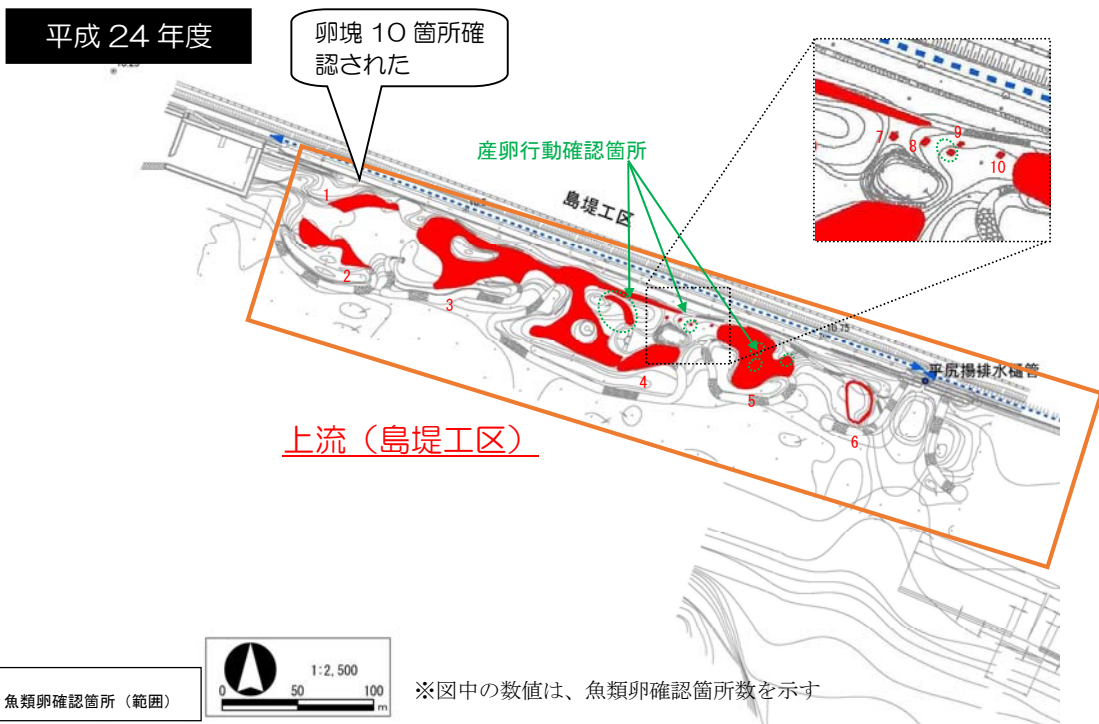 平成 24 年度
卵塊 10 箇所確
認された
産卵行動確認箇所
島堤工区
7
8
9
10
1
2
3
4
5
6
10.75
平尻揚排水樋管
上流（島堤工区）
魚類卵確認箇所（範囲）
1:2,500
0 50 100
m
※図中の数値は、魚類卵確認箇所数を示す